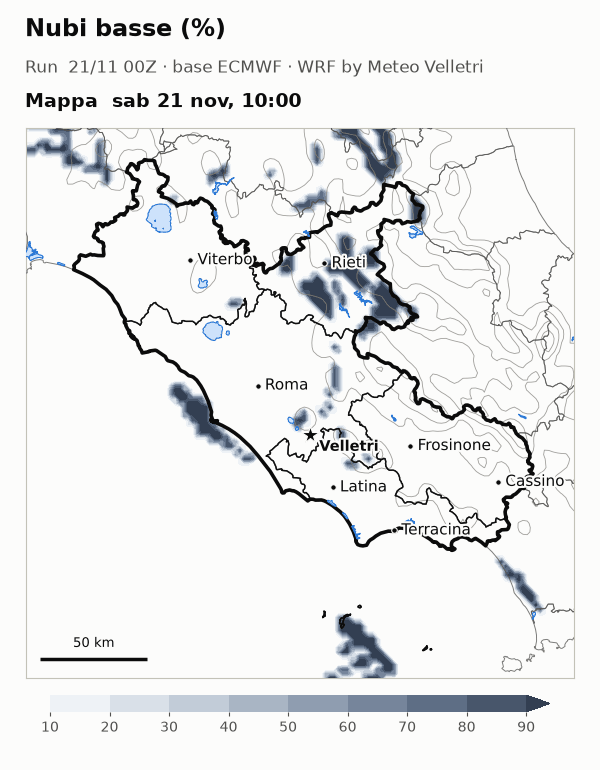 Nubi basse (%)
Run 21/11 00Z · base ECMWF · WRF by Meteo Velletri
Mappa sab 21 nov, 10:00
Viterbo
Rieti
Roma
Velletri
Frosinone
Latina
Cassino
Terracina
50 km
10 20 30 40 50 60 70 80 90